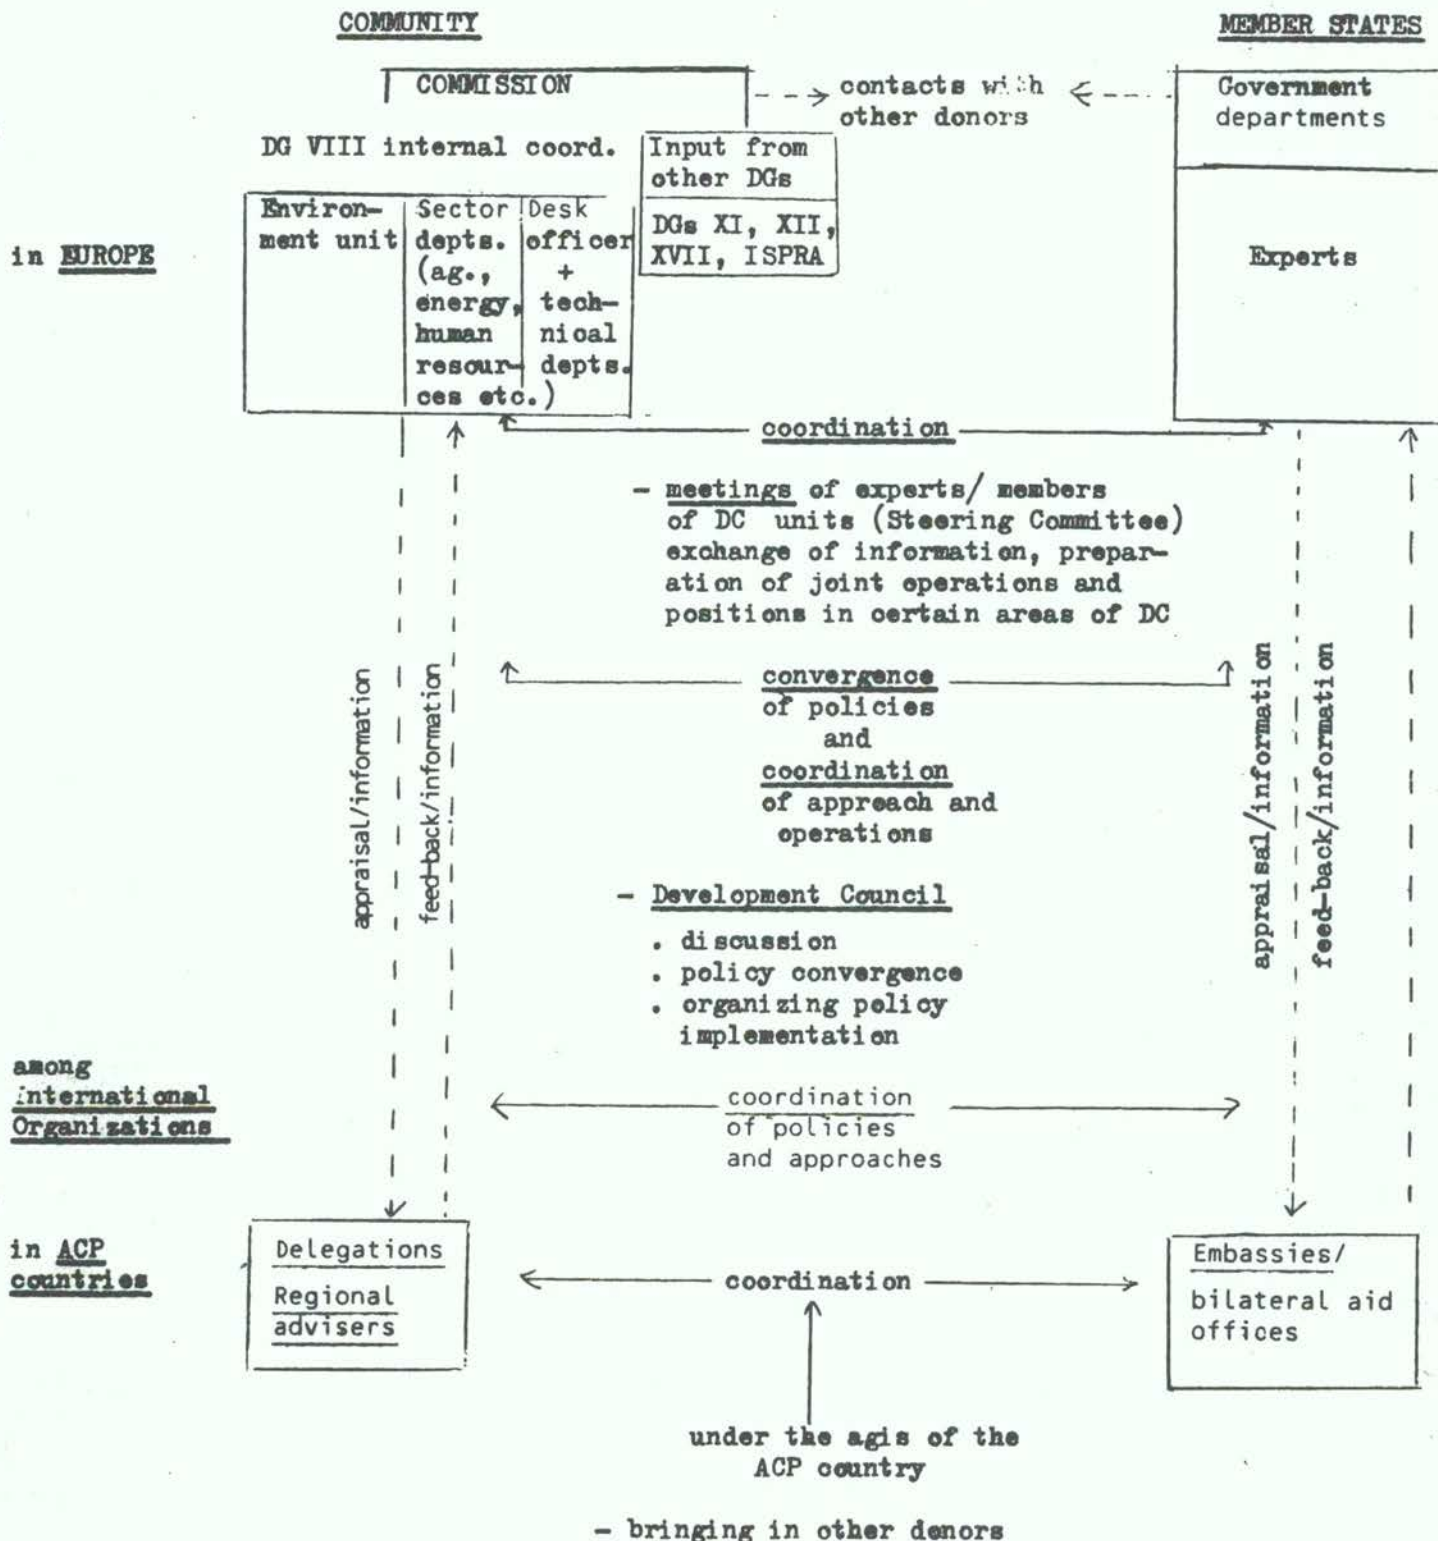 COMMUNITY
MEMBER STATES
COMMISSION
contacts with
other donors
Government
departments
DG VIII internal coord.
Input from
other DGs
DGs XI, XII,
XVII, ISPRA
in EUROPE
Environ-
ment unit
Sector
depts.
(ag.,
energy,
human
resour-
ces etc.)
Desk
officer
+
tech-
nical
depts.
Experts
coordination
- meetings of experts/ members
of DC units (Steering Committee)
exchange of information, prepar-
ation of joint operations and
positions in certain areas of DC
appraisal/information
feed-back/information
convergence
of policies
and
coordination
of approach and
operations
appraisal/information
feed-back/information
- Development Council
. discussion
. policy convergence
. organizing policy
implementation
among
International
Organizations
coordination
of policies
and approaches
in ACP
countries
Delegations
Regional
advisers
coordination
Embassies/
bilateral aid
offices
under the agis of the
ACP country
- bringing in other donors